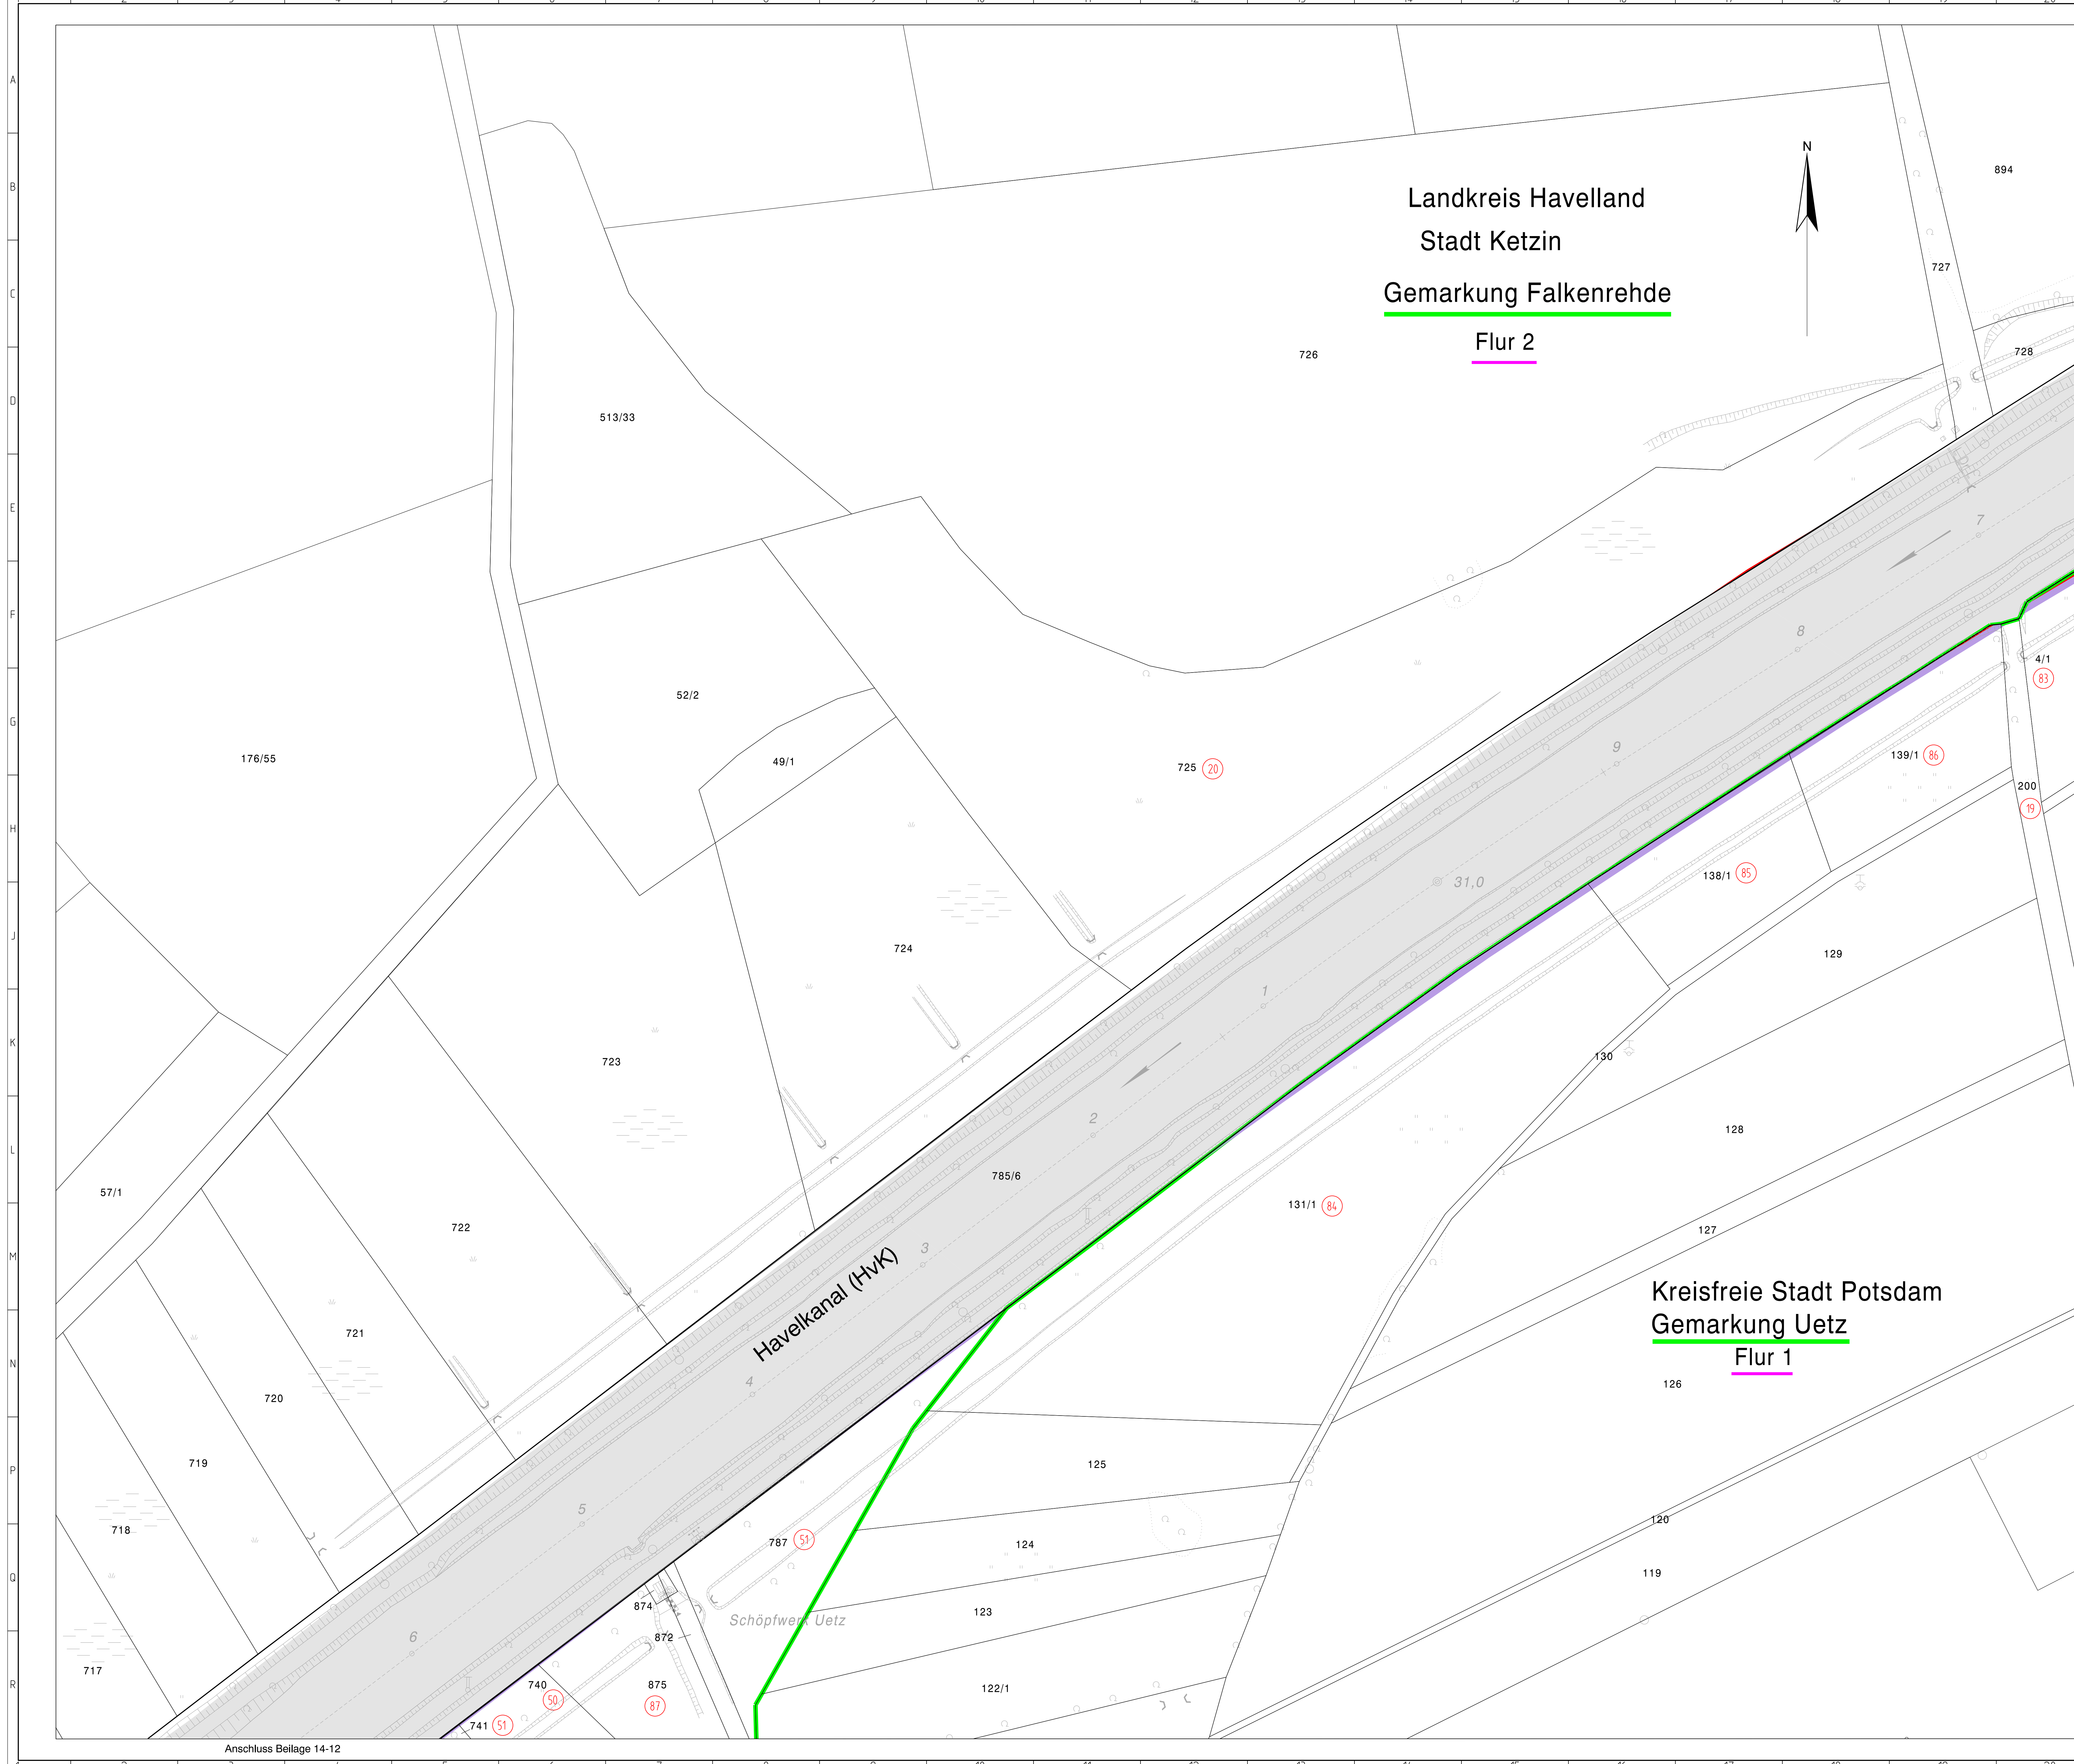 A
B
C
D
E
F
G
H
J
K
L
M
N
P
Q
R
N
894
Landkreis Havelland
Stadt Ketzin
Gemarkung Falkenrehde
Flur 2
727
728
726
513/33
7
8
4/1
83
52/2
9
139/1 86
176/55
49/1
725 20
200
19
31,0
138/1 85
724
129
1
723
130
2
128
785/6
57/1
131/1 84
722
127
3
Havelkanal (HvK)
Kreisfreie Stadt Potsdam
Gemarkung Uetz
Flur 1
721
4
126
720
719
125
5
120
718
787 51
124
119
874
123
Schöpfwerk Uetz
6
872
717
740
50
875
87
122/1
741 51
Anschluss Beilage 14-12